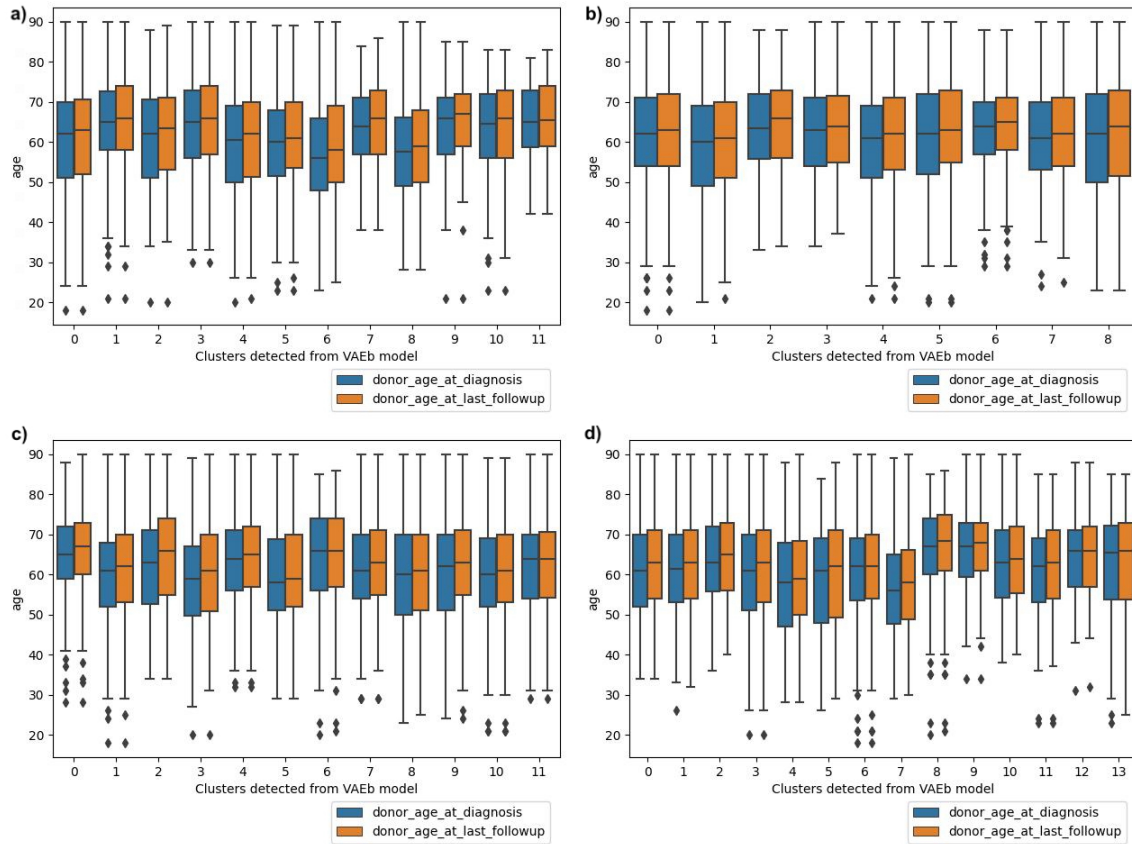 a)
90
80
70
60
50
40
30
20
age
0 1 2 3 4 5 6 7 8 9 10 11
Clusters detected from VAEb model
donor_age_at_diagnosis
donor_age_at_last_followup
b)
90
80
70
60
50
40
30
20
age
0 1 2 3 4 5 6 7 8
Clusters detected from VAEb model
donor_age_at_diagnosis
donor_age_at_last_followup
c)
90
80
70
60
50
40
30
20
age
0 1 2 3 4 5 6 7 8 9 10 11
Clusters detected from VAEb model
donor_age_at_diagnosis
donor_age_at_last_followup
d)
90
80
70
60
50
40
30
20
age
0 1 2 3 4 5 6 7 8 9 10 11 12 13
Clusters detected from VAEb model
donor_age_at_diagnosis
donor_age_at_last_followup